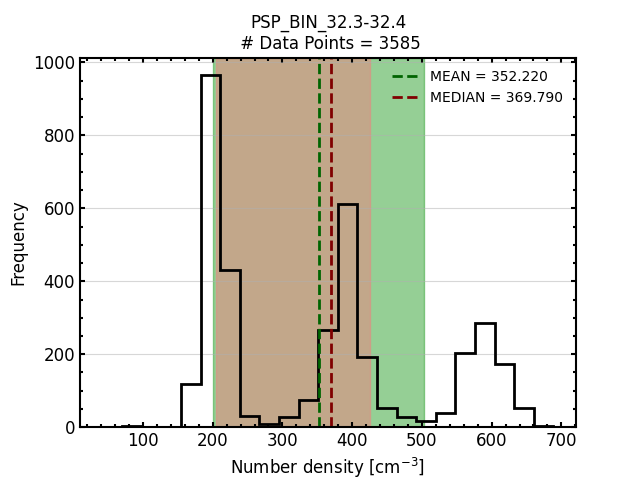 PSP_BIN_32.3-32.4
# Data Points = 3585
MEAN = 352.220
MEDIAN = 369.790
Frequency
1000
800
600
400
200
0
100 200 300 400 500 600 700
Number density [cm⁻³]